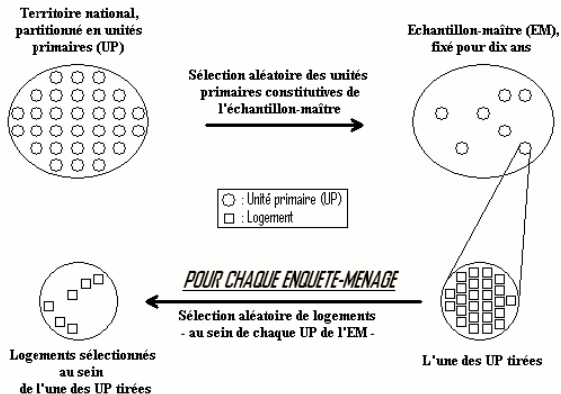 Territoire national,
partitionné en unités
primaires (UP)
Echantillon-maître (EM),
fixé pour dix ans
Sélection aléatoire des unités
primaires constitutives de
l'échantillon-maître
: Unité primaire (UP)
: Logement
POUR CHAQUE ENQUETE-MENAGE
Sélection aléatoire de logements
- au sein de chaque UP de l'EM -
Logements sélectionnés
au sein
de l'une des UP tirées
L'une des UP tirées